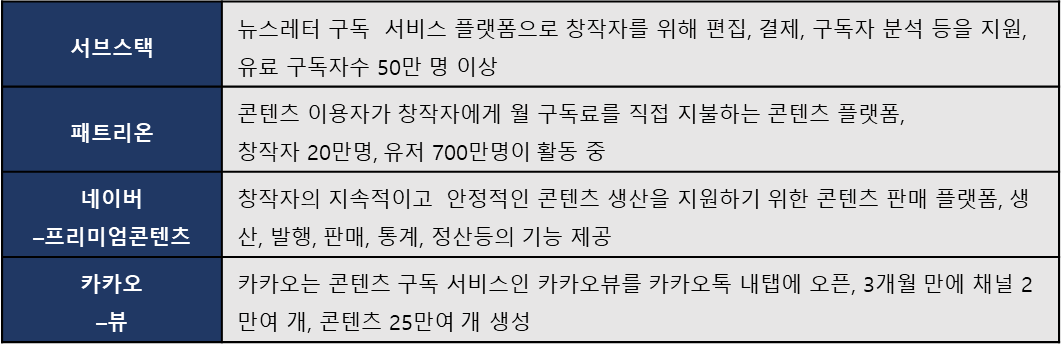 서브스택
뉴스레터 구독  서비스 플랫폼으로 창작자를 위해 편집, 결제, 구독자 분석 등을 지원,
유료 구독자수 50만 명 이상
패트리온
콘텐츠 이용자가 창작자에게 월 구독료를 직접 지불하는 콘텐츠 플랫폼,
창작자 20만명, 유저 700만명이 활동 중
네이버
–프리미엄콘텐츠
창작자의 지속적이고  안정적인 콘텐츠 생산을 지원하기 위한 콘텐츠 판매 플랫폼, 생
산, 발행, 판매, 통계, 정산등의 기능 제공
카카오
–뷰
카카오는 콘텐츠 구독 서비스인 카카오뷰를 카카오톡 내탭에 오픈, 3개월 만에 채널 2
만여 개, 콘텐츠 25만여 개 생성